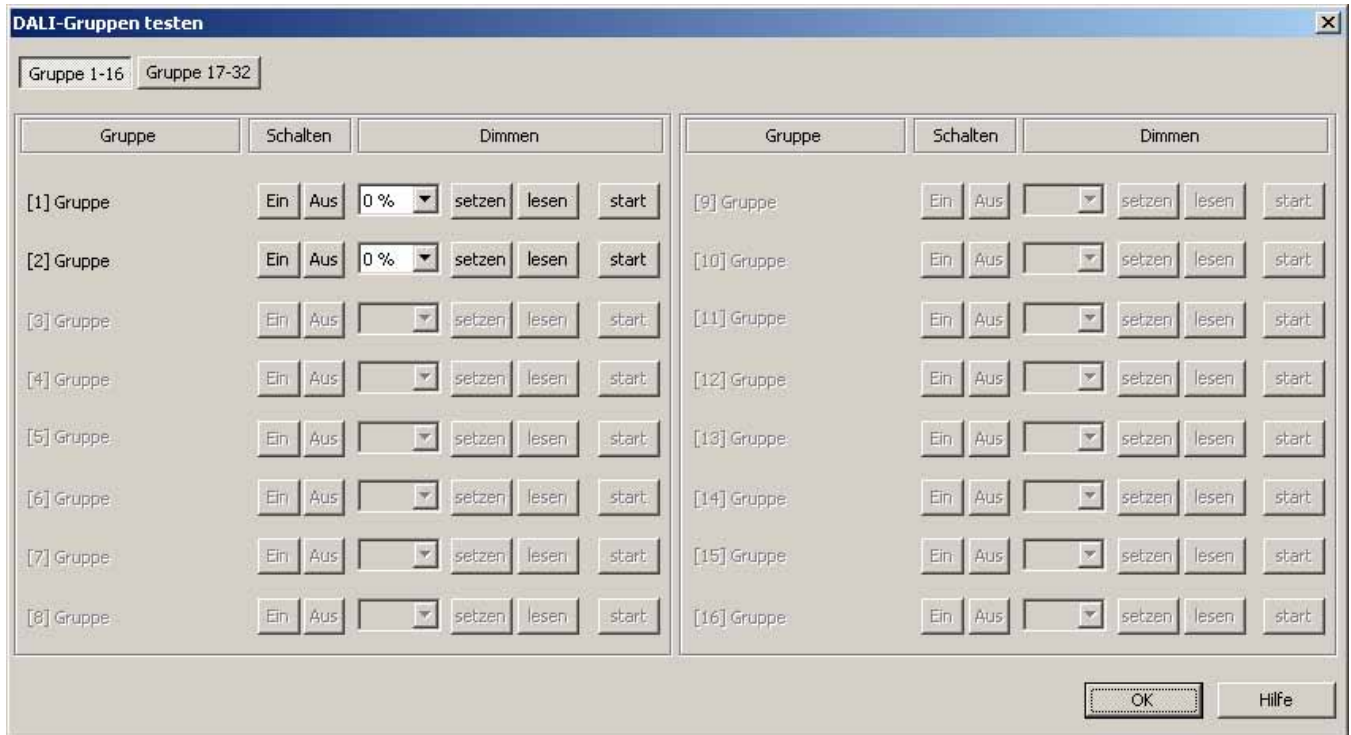 DALI-Gruppen testen
Gruppe 1-16 Gruppe 17-32
Gruppe Schalten Dimmen Gruppe Schalten Dimmen
[1] Gruppe Ein Aus 0 % setzen lesen start [9] Gruppe Ein Aus setzen lesen start
[2] Gruppe Ein Aus 0 % setzen lesen start [10] Gruppe Ein Aus setzen lesen start
[3] Gruppe Ein Aus setzen lesen start [11] Gruppe Ein Aus setzen lesen start
[4] Gruppe Ein Aus setzen lesen start [12] Gruppe Ein Aus setzen lesen start
[5] Gruppe Ein Aus setzen lesen start [13] Gruppe Ein Aus setzen lesen start
[6] Gruppe Ein Aus setzen lesen start [14] Gruppe Ein Aus setzen lesen start
[7] Gruppe Ein Aus setzen lesen start [15] Gruppe Ein Aus setzen lesen start
[8] Gruppe Ein Aus setzen lesen start [16] Gruppe Ein Aus setzen lesen start
OK Hilfe